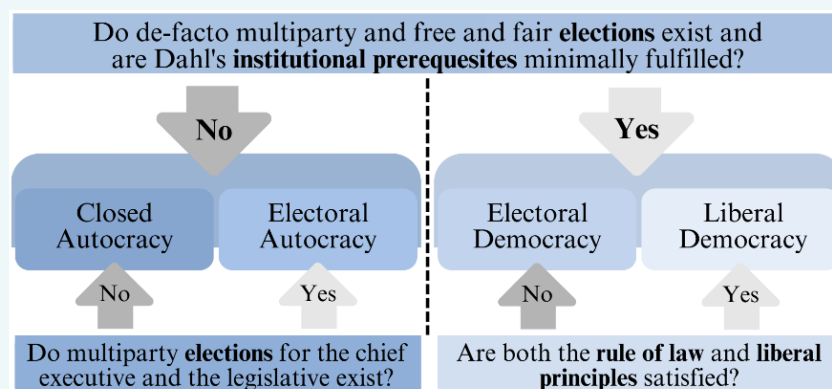 Do de-facto multiparty and free and fair elections exist and
are Dahl's institutional prerequesites minimally fulfilled?
No
Yes
Closed
Autocracy
Electoral
Autocracy
Electoral
Democracy
Liberal
Democracy
No
Yes
No
Yes
Do multiparty elections for the chief
executive and the legislative exist?
Are both the rule of law and liberal
principles satisfied?